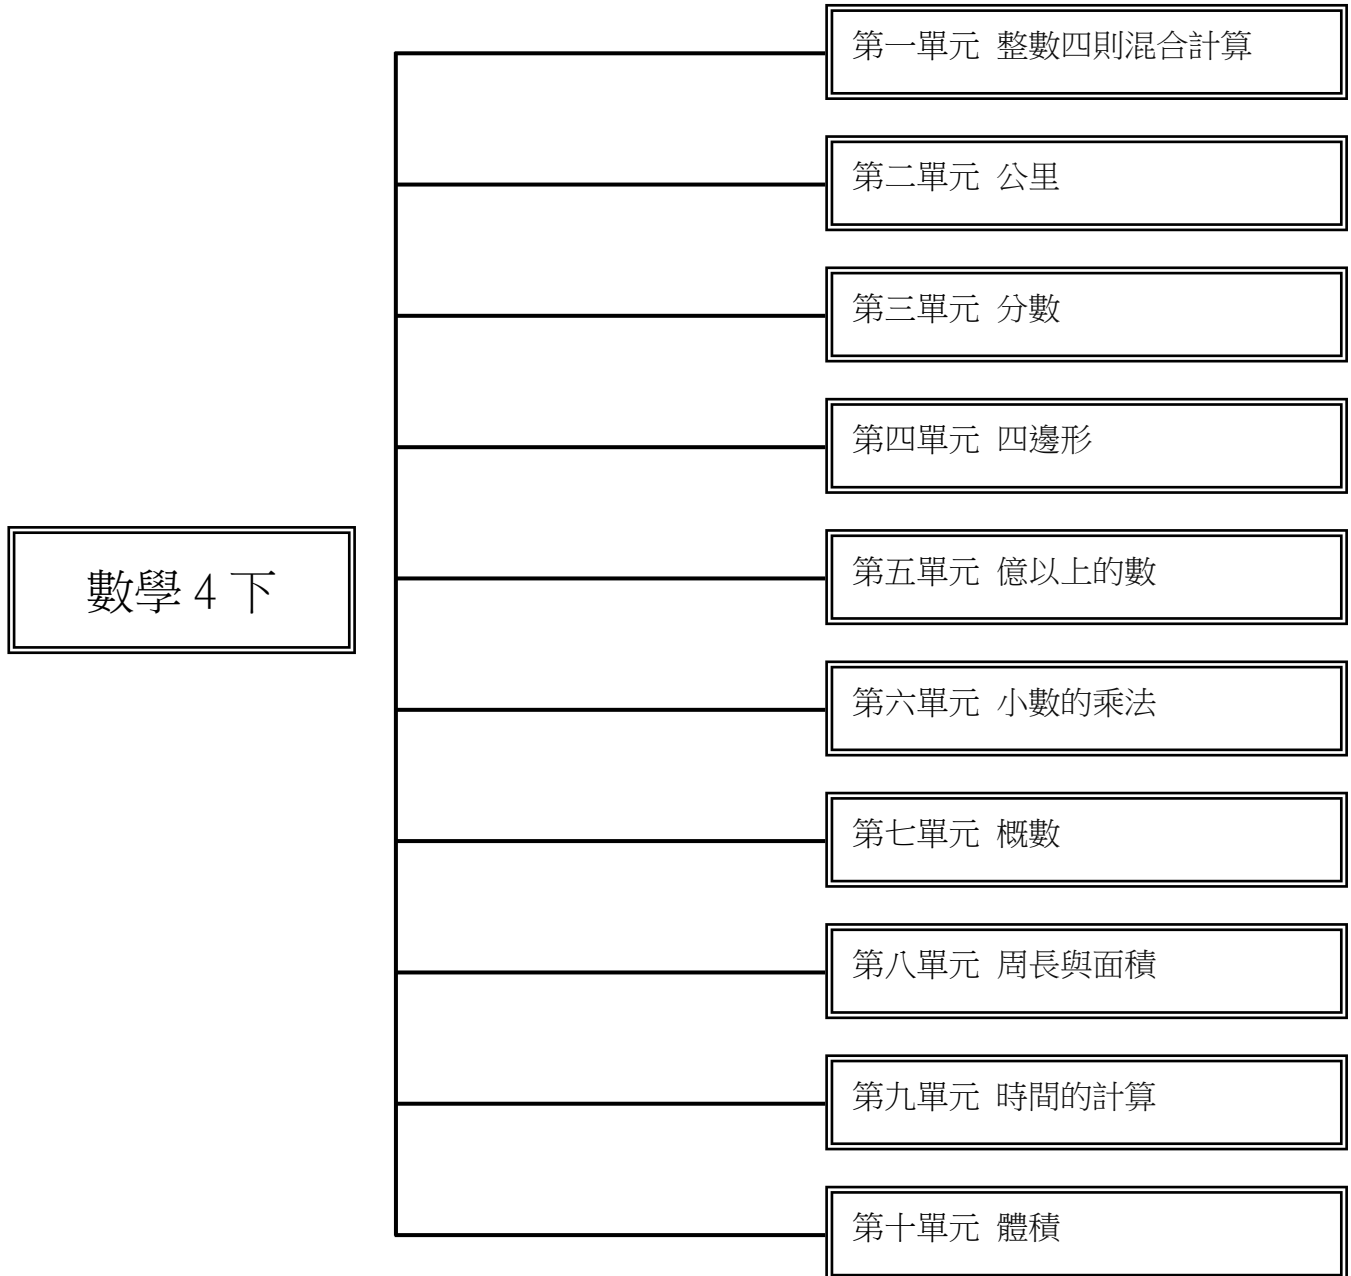 第一單元 整數四則混合計算
第二單元 公里
第三單元 分數
第四單元 四邊形
數學 4 下
第五單元 億以上的數
第六單元 小數的乘法
第七單元 概數
第八單元 周長與面積
第九單元 時間的計算
第十單元 體積